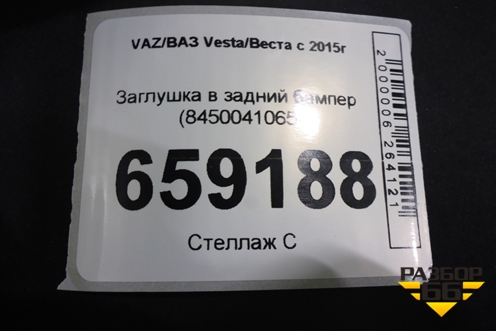 VAZ/ВАЗ Vesta/Веста с 2015г
Заглушка в задний бампер
(8450041065
659188
Стеллаж С
2000006264121
РАЗБОР
66